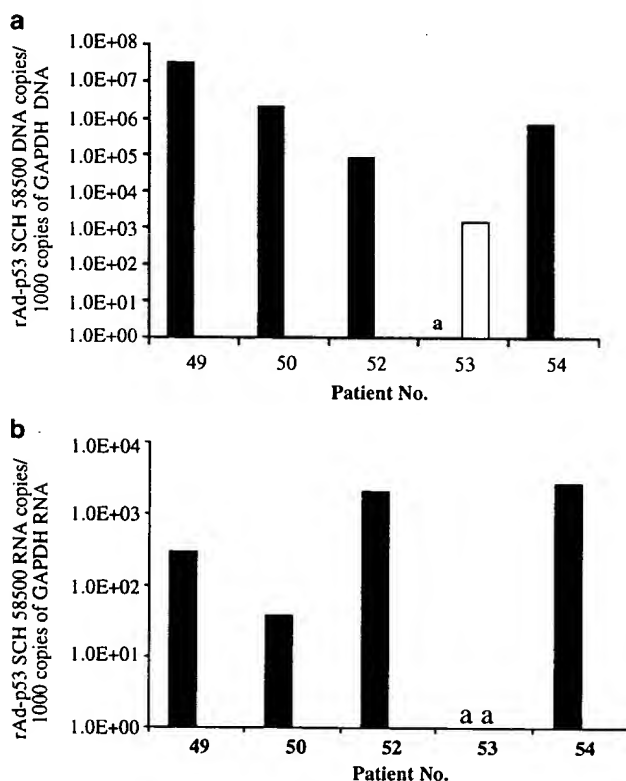 a
rAd-p53 SCH 58500 DNA copies/
1000 copies of GAPDH DNA
1.0E+08
1.0E+07
1.0E+06
1.0E+05
1.0E+04
1.0E+03
1.0E+02
1.0E+01
1.0E+00
a
49 50 52 53 54
Patient No.
b
rAd-p53 SCH 58500 RNA copies/
1000 copies of GAPDH RNA
1.0E+04
1.0E+03
1.0E+02
1.0E+01
1.0E+00
a a
49 50 52 53 54
Patient No.